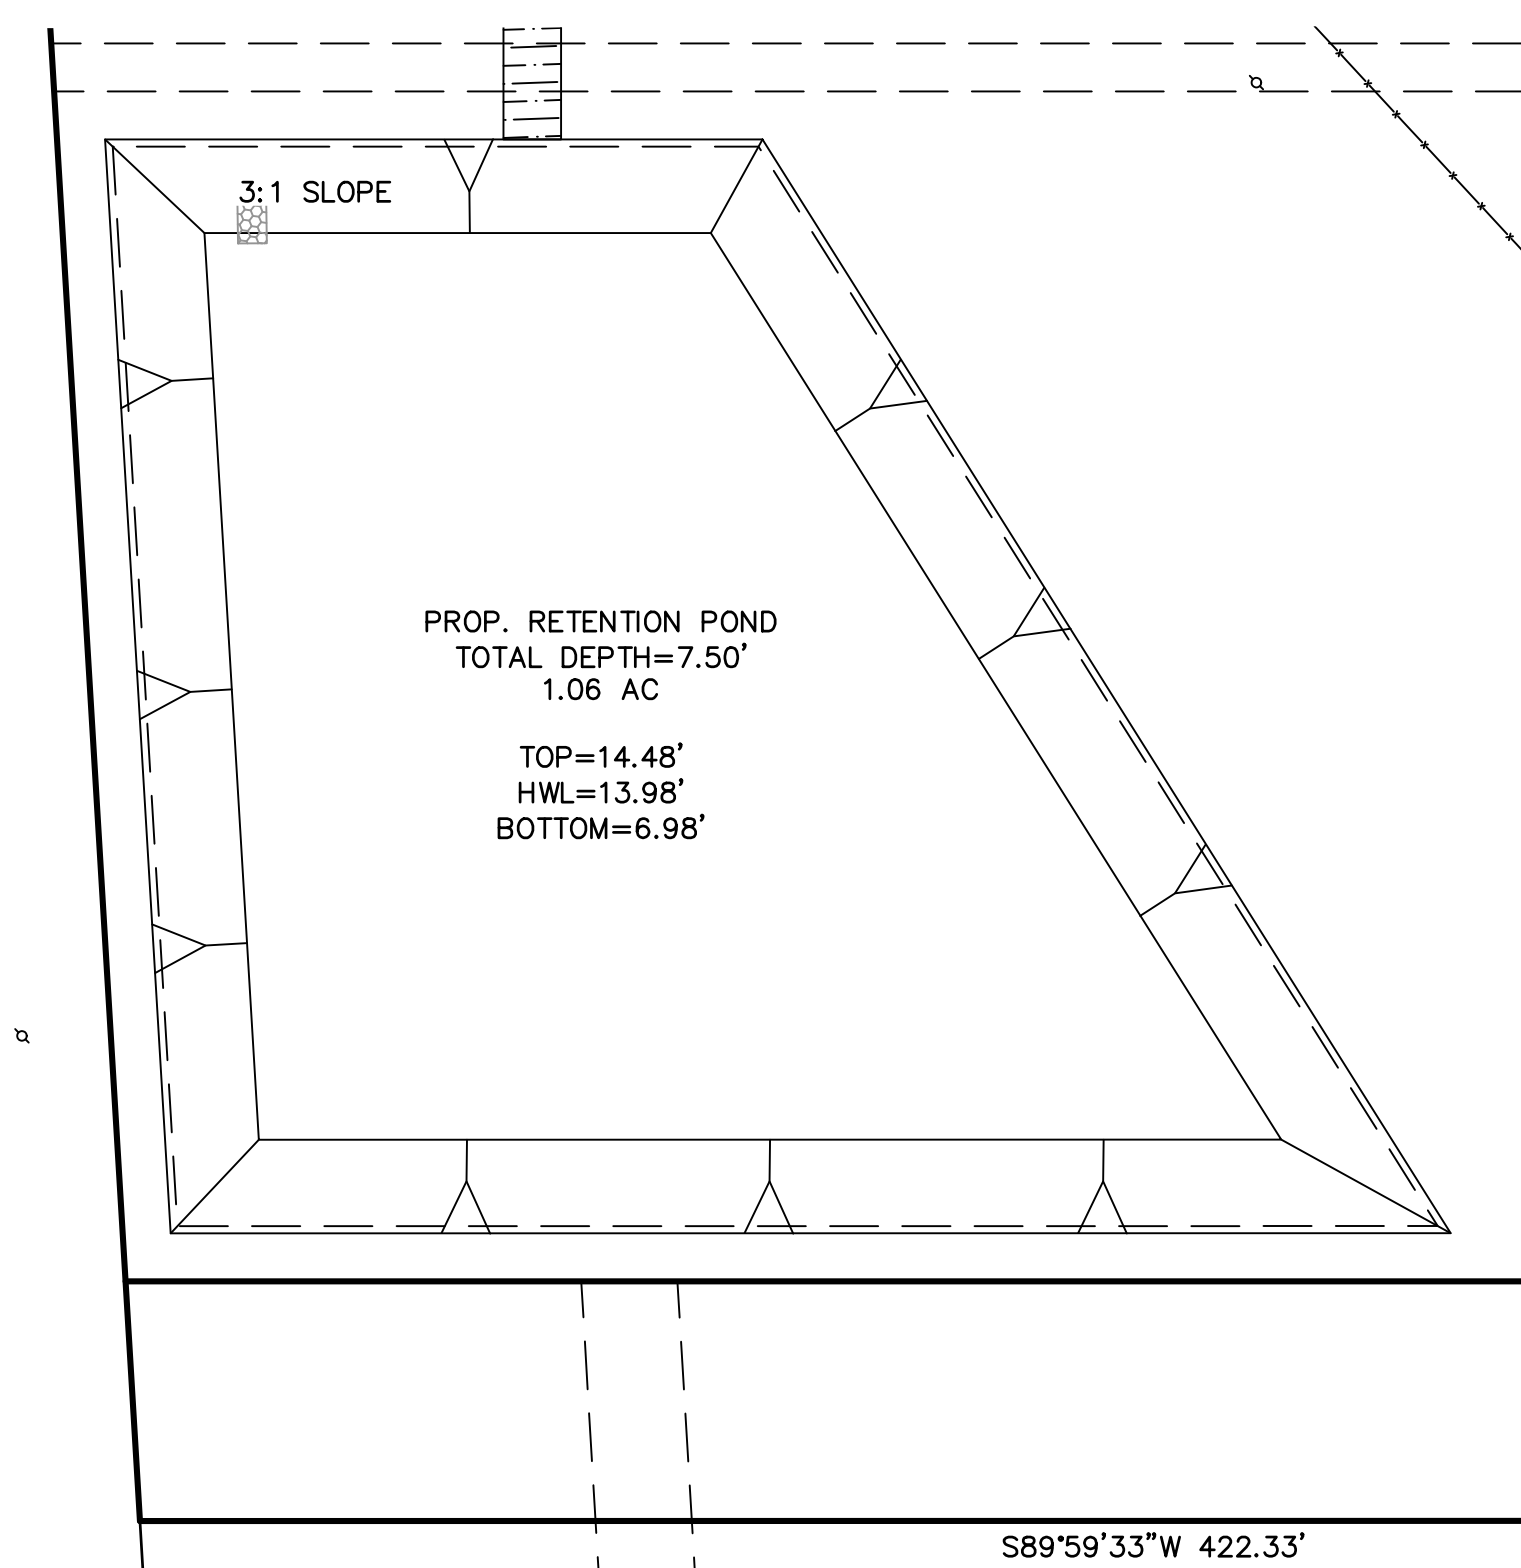 3:1 SLOPE
PROP. RETENTION POND
TOTAL DEPTH=7.50'
1.06 AC
TOP=14.48'
HWL=13.98'
BOTTOM=6.98'
S89°59'33"W 422.33'